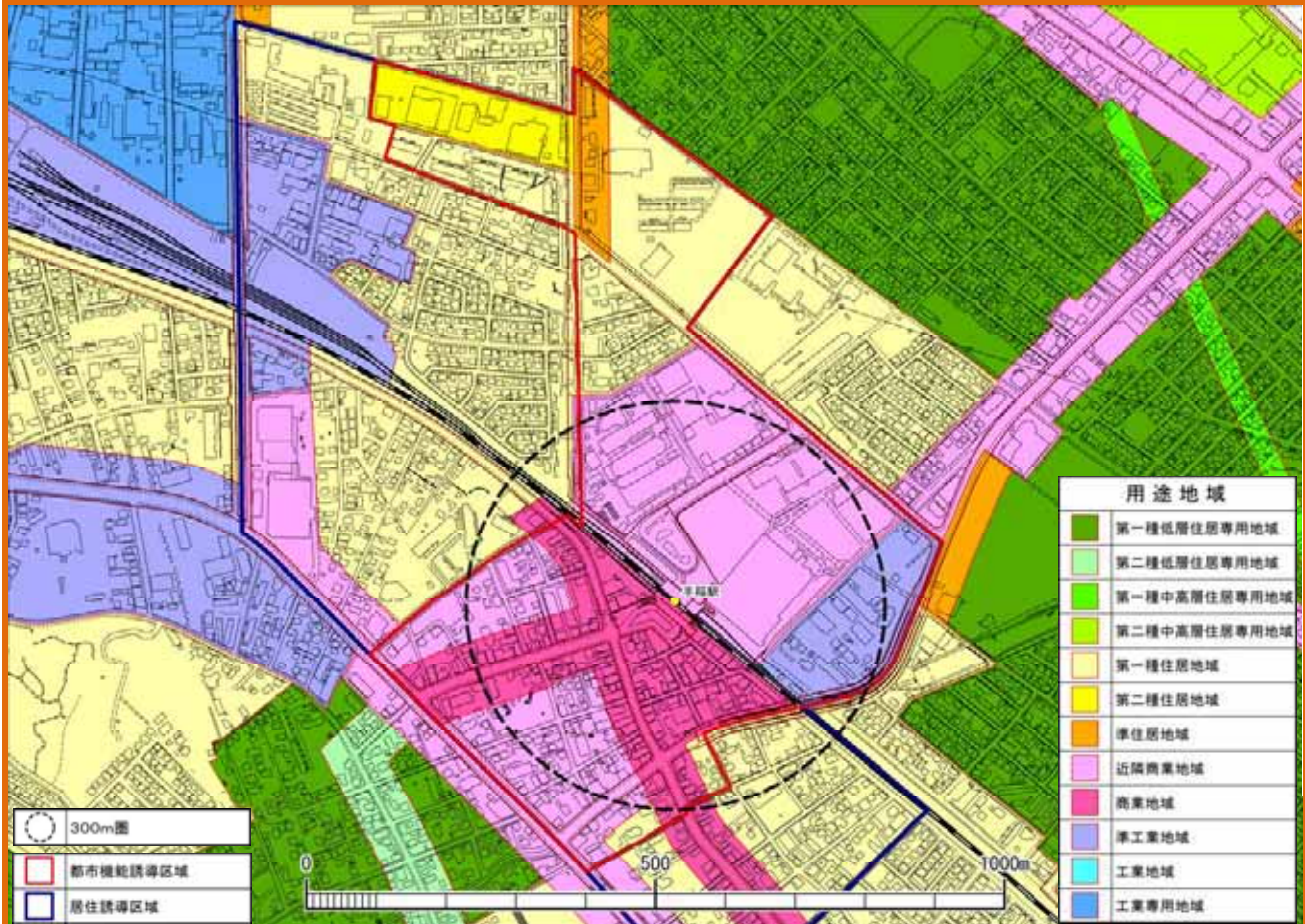 手稲駅
用途地域
第一種低層住居専用地域
第二種低層住居専用地域
第一種中高層住居専用地域
第二種中高層住居専用地域
第一種住居地域
第二種住居地域
準住居地域
近隣商業地域
商業地域
準工業地域
工業地域
工業専用地域
300m圏
都市機能誘導区域
居住誘導区域
0 500 1000m